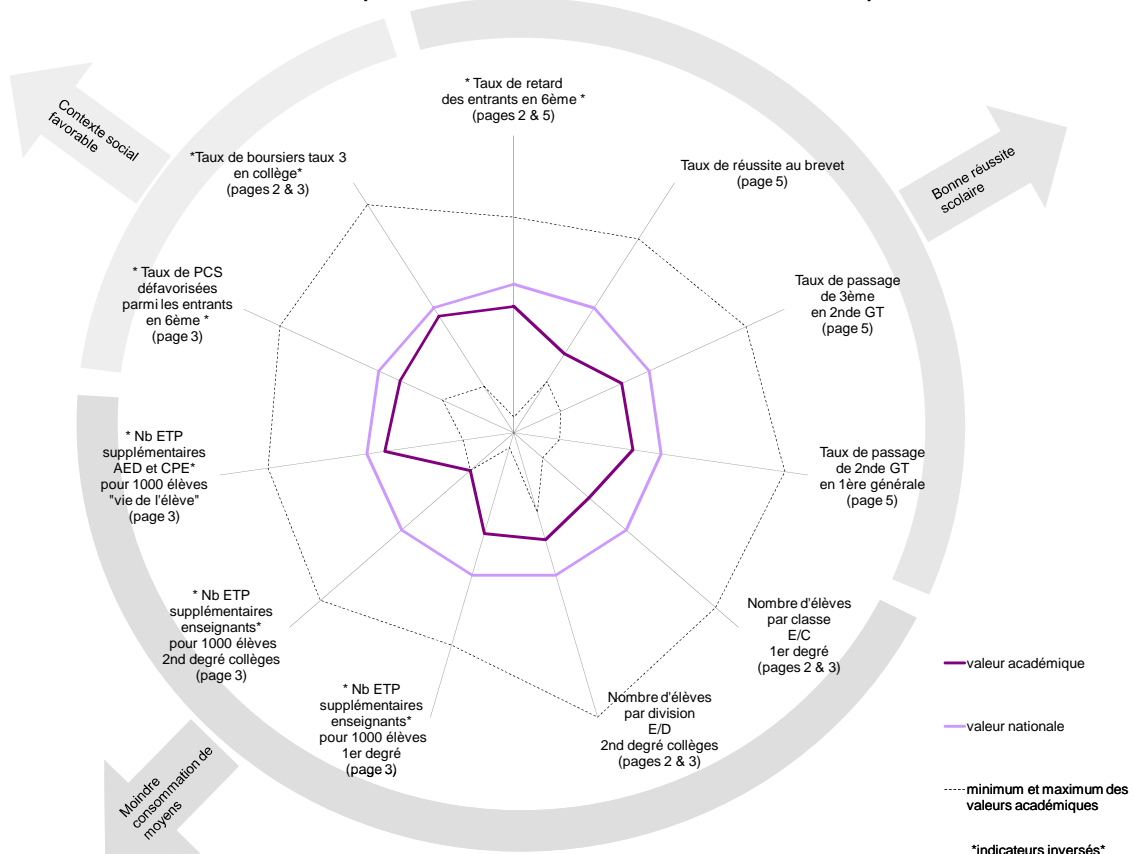 * Taux de retard
des entrants en 6ème *
(pages 2 & 5)
Taux de réussite au brevet
(page 5)
Taux de passage
de 3ème
en 2nde GT
(page 5)
Taux de passage
de 2nde GT
en 1ère générale
(page 5)
Nombre d'élèves
par classe
E/C
1er degré
(pages 2 & 3)
Nombre d'élèves
par division
E/D
2nd degré collèges
(pages 2 & 3)
* Nb ETP
supplémentaires
enseignants*
pour 1000 élèves
1er degré
(page 3)
* Nb ETP
supplémentaires
enseignants*
pour 1000 élèves
2nd degré collèges
(page 3)
* Nb ETP
supplémentaires
AED et CPE*
pour 1000 élèves
"vie de l'élève"
(page 3)
* Taux de PCS
défavorisées
parmi les entrants
en 6ème *
(page 3)
*Taux de boursiers taux 3
en collège*
(pages 2 & 3)
Contexte social
favorable
Bonne réussite
scolaire
Moindre
consommation de
moyens
valeur académique
valeur nationale
minimum et maximum des
valeurs académiques
*indicateurs inversés*